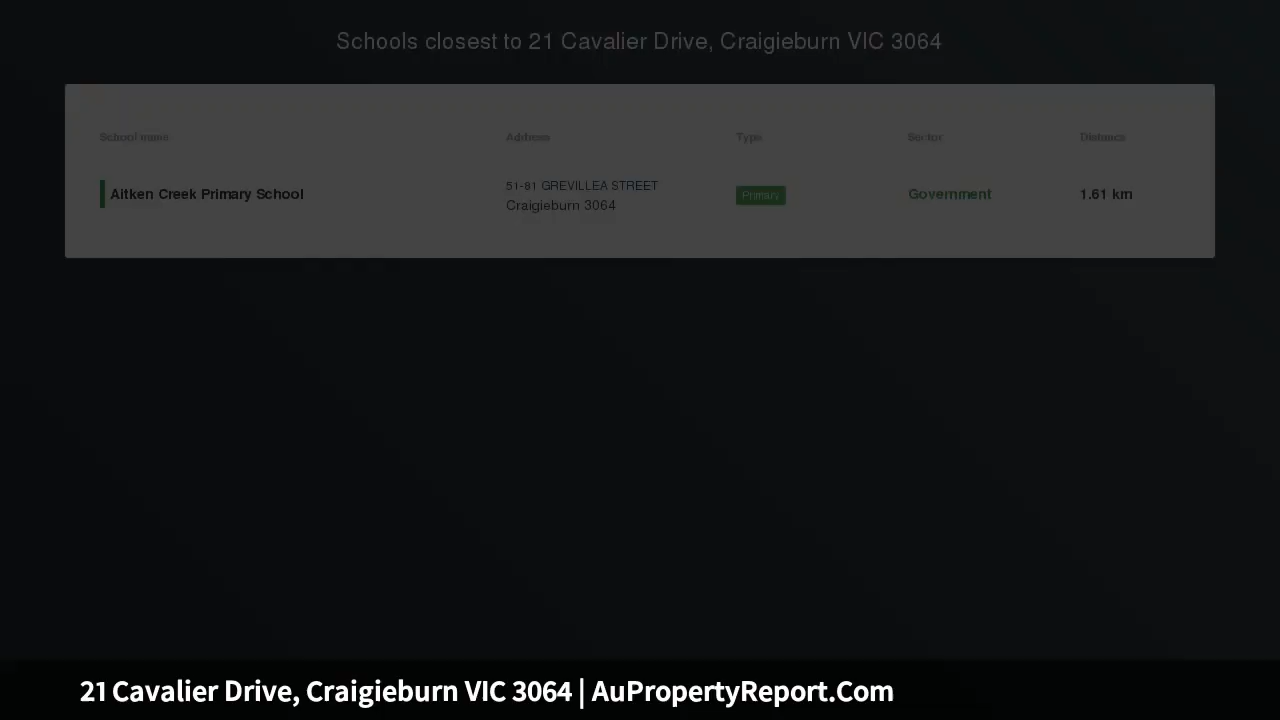 Schools closest to 21 Cavalier Drive, Craigieburn VIC 3064
School name Address Type Sector Distance
Aitken Creek Primary School 51-81 GREVILLEA STREET Primary Government 1.61 km
Craigieburn 3064
21 Cavalier Drive, Craigieburn VIC 3064 | AuPropertyReport.Com